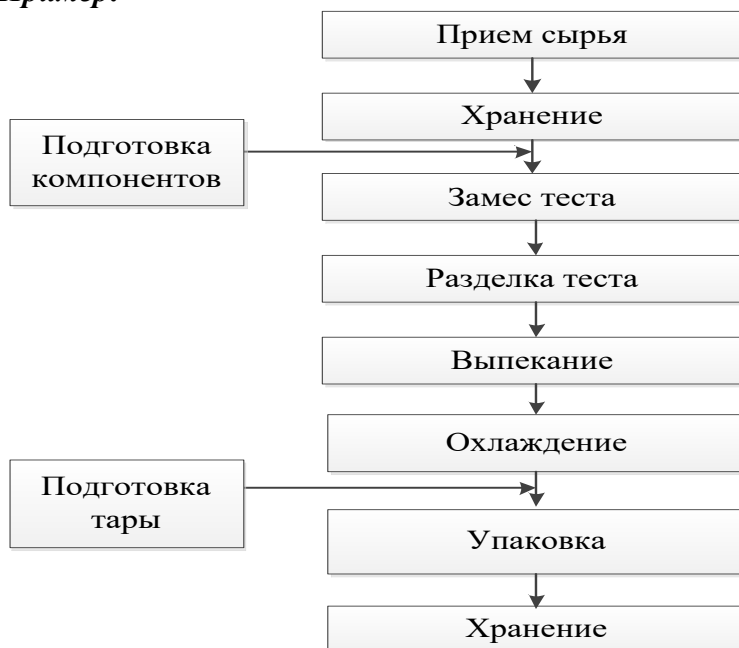 Пример:
Прием сырья
Хранение
Подготовка
компонентов
Замес теста
Разделка теста
Выпекание
Охлаждение
Подготовка
тары
Упаковка
Хранение